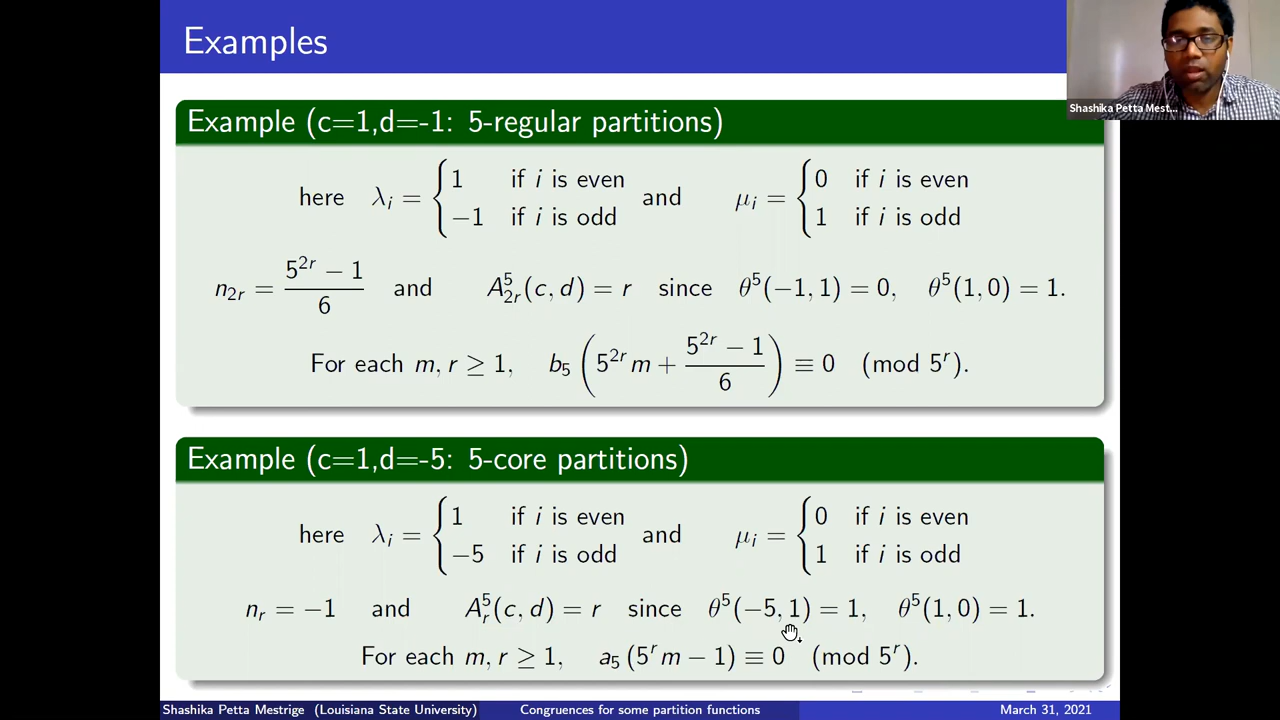 Examples
Shashika Petta Mest...
Example (c=1,d=-1: 5-regular partitions)
here λ_i = { 1 if i is even −1 if i is odd and μ_i = { 0 if i is even 1 if i is odd
n_{2r} = (5^{2r} − 1)/6 and A^5_{2r}(c, d) = r since θ^5(−1, 1) = 0, θ^5(1, 0) = 1.
For each m, r ≥ 1, b_5 (5^{2r} m + (5^{2r} − 1)/6) ≡ 0 (mod 5^r).
Example (c=1,d=-5: 5-core partitions)
here λ_i = { 1 if i is even −5 if i is odd and μ_i = { 0 if i is even 1 if i is odd
n_r = −1 and A^5_r(c, d) = r since θ^5(−5, 1) = 1, θ^5(1, 0) = 1.
For each m, r ≥ 1, a_5 (5^r m − 1) ≡ 0 (mod 5^r).
Shashika Petta Mestrige (Louisiana State University) Congruences for some partition functions March 31, 2021